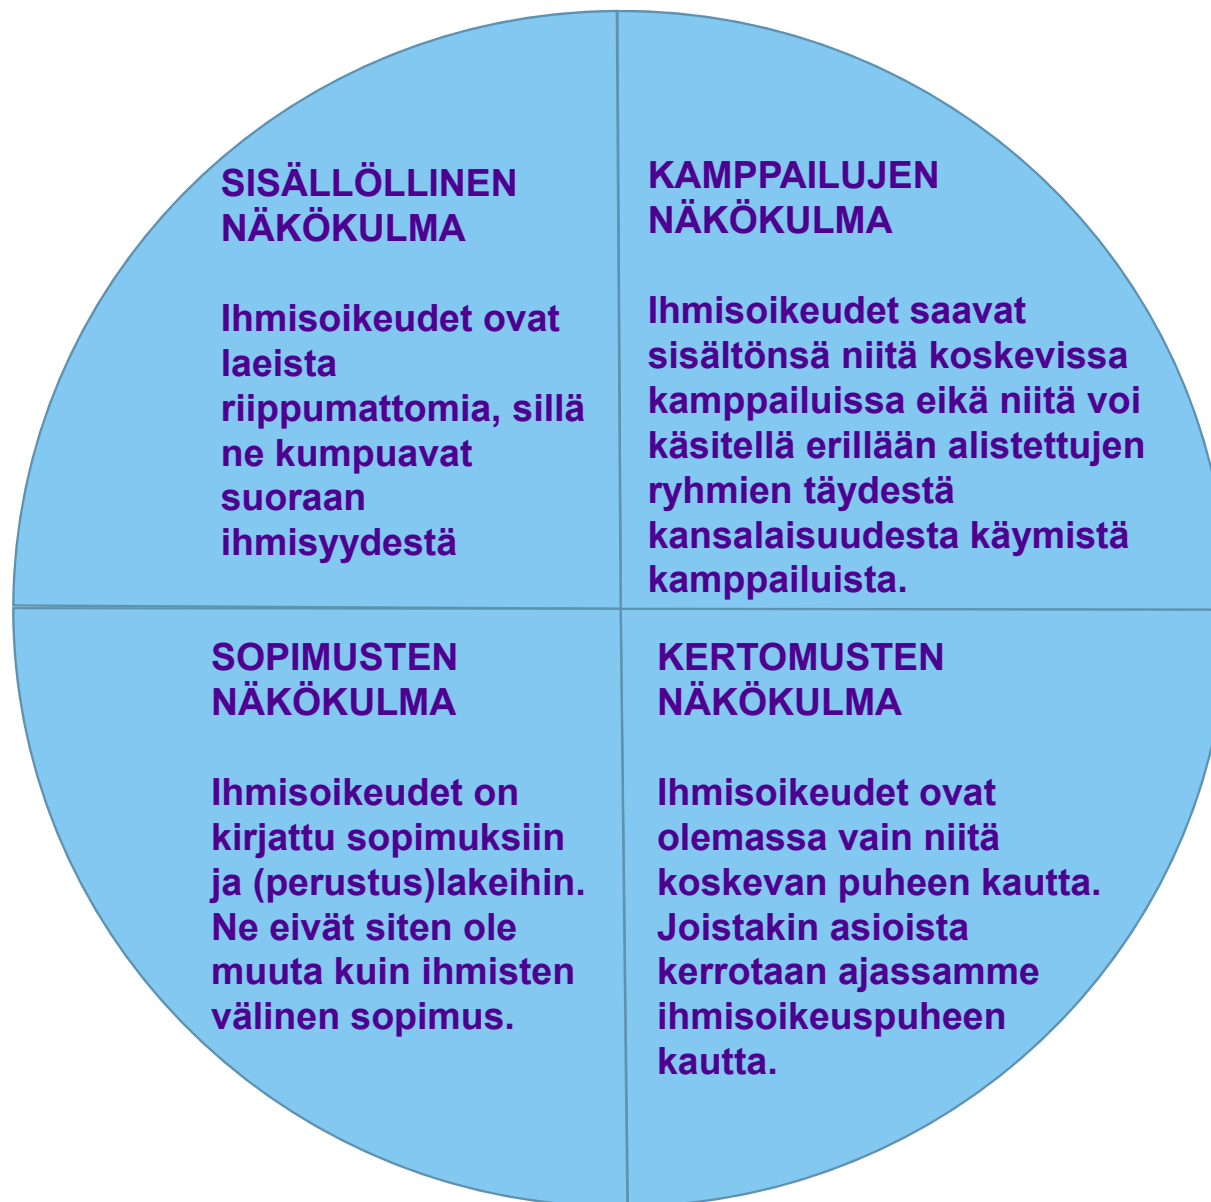 SISÄLLÖLLINEN
NÄKÖKULMA
Ihmisoikeudet ovat
laeista
riippumattomia, sillä
ne kumpuavat
suoraan
ihmisyydestä
KAMPPAILUJEN
NÄKÖKULMA
Ihmisoikeudet saavat
sisältönsä niitä koskevissa
kamppailuissa eikä niitä voi
käsitellä erillään alistettujen
ryhmien täydestä
kansalaisuudesta käymistä
kamppailuista.
SOPIMUSTEN
NÄKÖKULMA
Ihmisoikeudet on
kirjattu sopimuksiin
ja (perustus)lakeihin.
Ne eivät siten ole
muuta kuin ihmisten
välinen sopimus.
KERTOMUSTEN
NÄKÖKULMA
Ihmisoikeudet ovat
olemassa vain niitä
koskevan puheen kautta.
Joistakin asioista
kerrotaan ajassamme
ihmisoikeuspuheen
kautta.